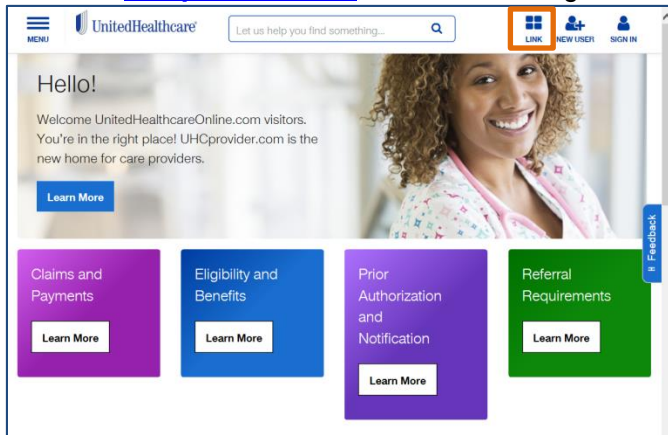 MENU
UnitedHealthcare
Let us help you find something...
LINK
NEW USER
SIGN IN
Hello!
Welcome UnitedHealthcareOnline.com visitors.
You're in the right place! UHCprovider.com is the
new home for care providers.
Learn More
Feedback
Claims and
Payments
Learn More
Eligibility and
Benefits
Learn More
Prior
Authorization
and
Notification
Learn More
Referral
Requirements
Learn More